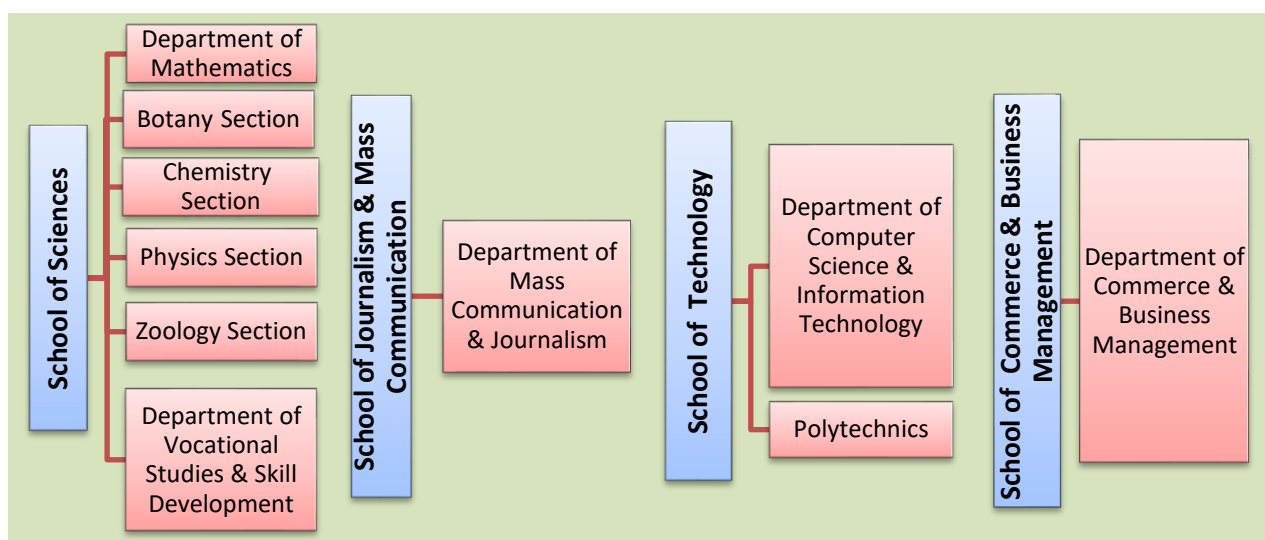 School of Sciences
Department of
Mathematics
Botany Section
Chemistry
Section
Physics Section
Zoology Section
Department of
Vocational
Studies & Skill
Development
School of Journalism & Mass
Communication
Department of
Mass
Communication
& Journalism
School of Technology
Department of
Computer
Science &
Information
Technology
Polytechnics
School of Commerce & Business
Management
Department of
Commerce &
Business
Management